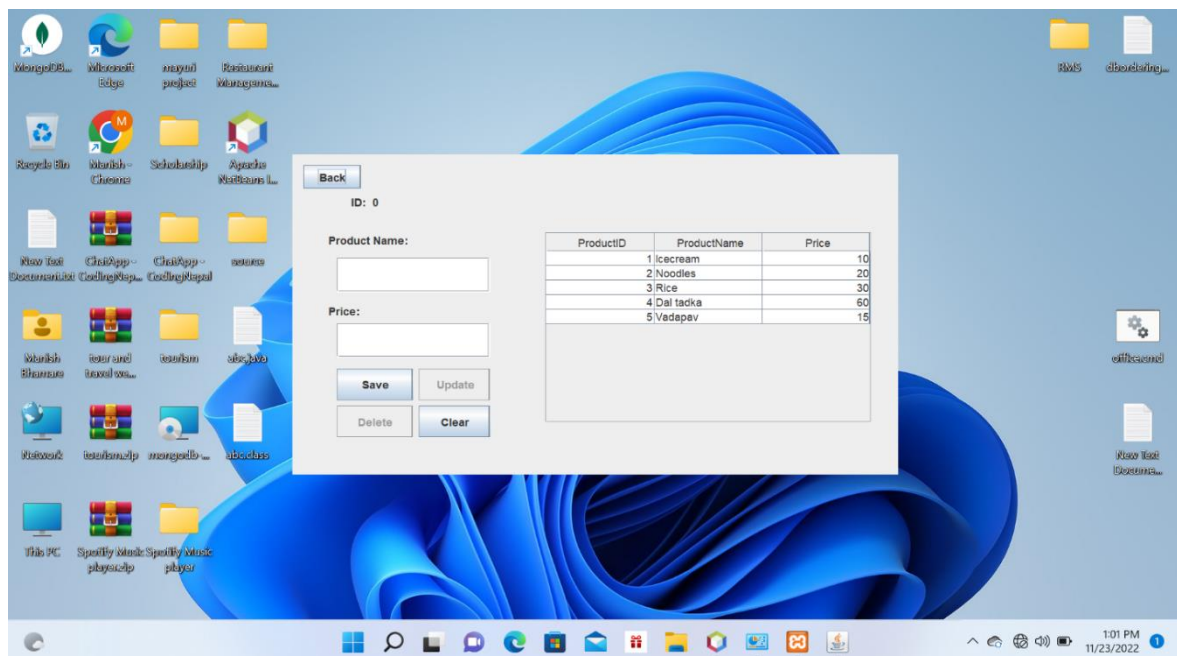 MongoDB...
Microsoft Edge
mayuri project
Restaurant Manageme...
RMS
dbordering...
Recycle Bin
Manish - Chrome
Scholarship
Apache NetBeans I...
New Text Document.txt
ChatApp - CodingNep...
ChatApp - CodingNepal
Manish Bhamare
tour and travel we...
tourism
abc.java
Network
tourism.zip
mongodb-...
abc.class
This PC
Spotify Music player.zip
Spotify Music player
Back
ID: 0
Product Name:
Price:
Save
Update
Delete
Clear
ProductID ProductName Price
1 Icecream 10
2 Noodles 20
3 Rice 30
4 Dal tadka 60
5 Vadapav 15
office.cmd
New Text Docume...
M
1:01 PM
11/23/2022
1